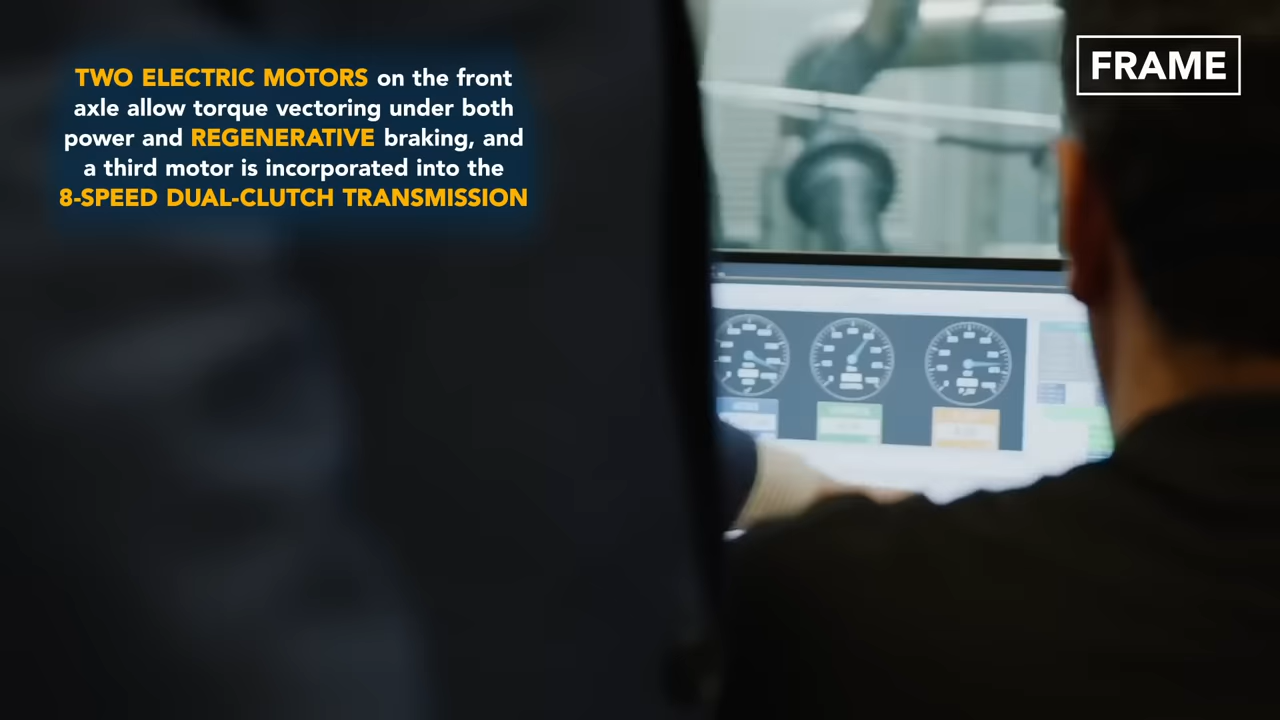 TWO ELECTRIC MOTORS on the front
axle allow torque vectoring under both
power and REGENERATIVE braking, and
a third motor is incorporated into the
8-SPEED DUAL-CLUTCH TRANSMISSION
FRAME